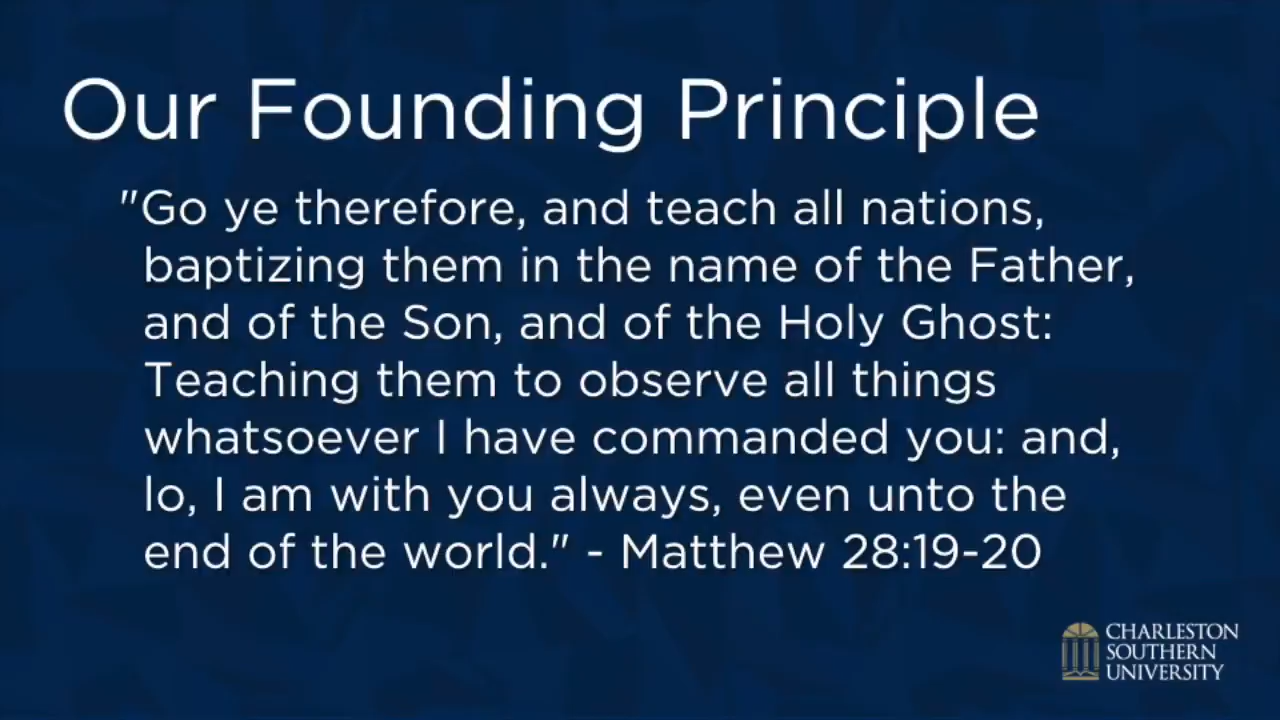 Our Founding Principle
"Go ye therefore, and teach all nations,
baptizing them in the name of the Father,
and of the Son, and of the Holy Ghost:
Teaching them to observe all things
whatsoever I have commanded you: and,
lo, I am with you always, even unto the
end of the world." - Matthew 28:19-20
CHARLESTON
SOUTHERN
UNIVERSITY